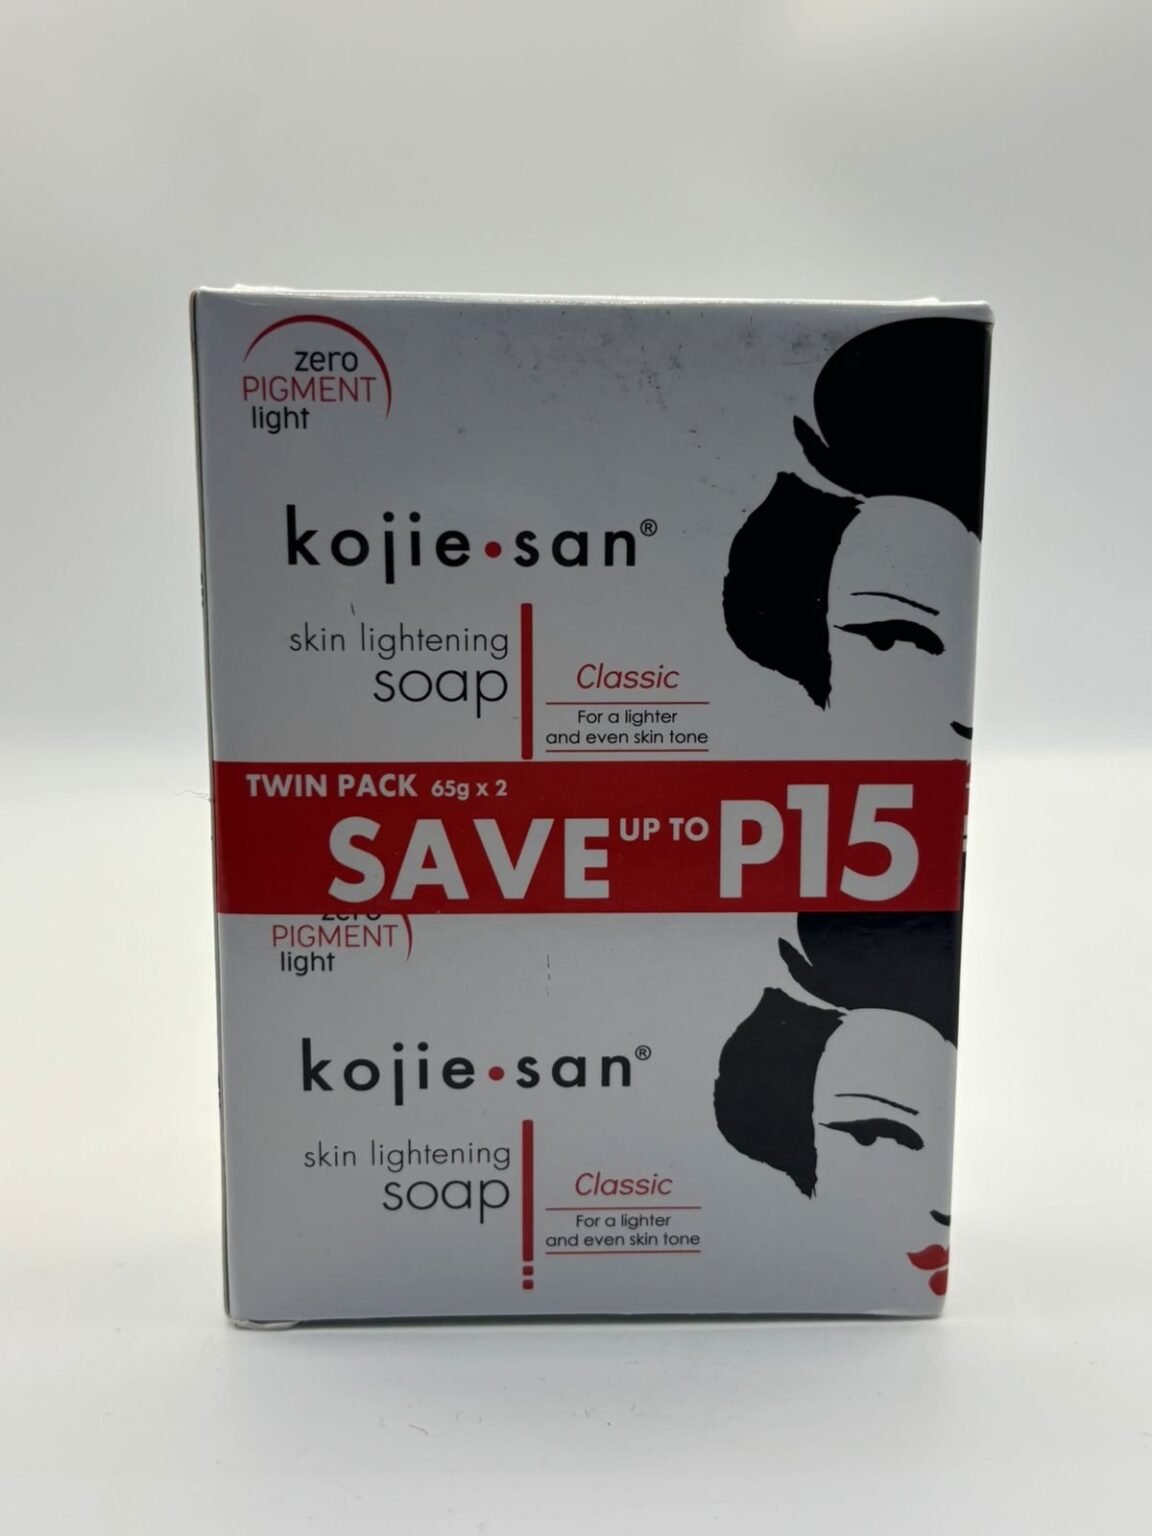 zero
PIGMENT
light
kojie•san®
skin lightening
soap
Classic
For a lighter
and even skin tone
TWIN PACK 65g x 2
SAVE UP TO P15
zero
PIGMENT
light
kojie•san®
skin lightening
soap
Classic
For a lighter
and even skin tone